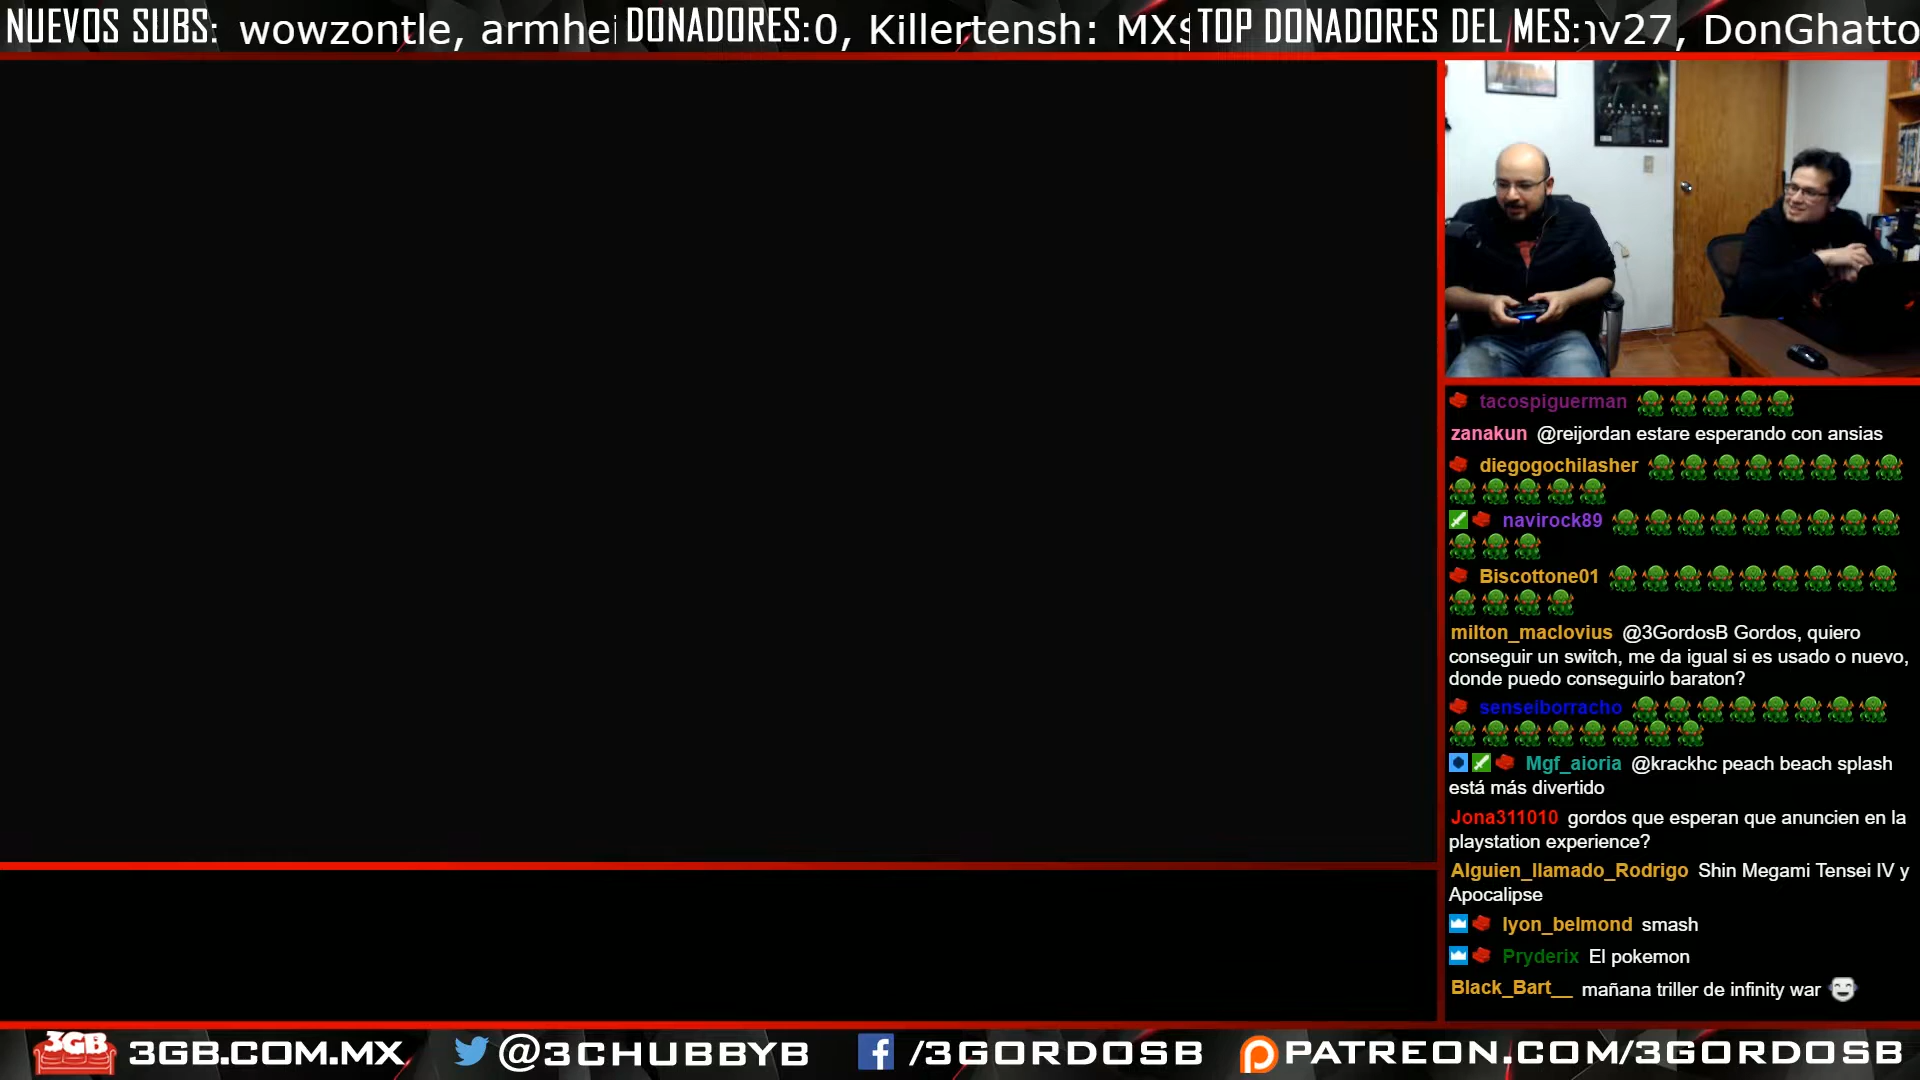 NUEVOS SUBS: wowzontle, armhei
DONADORES: 0, Killertensh: MX$
TOP DONADORES DEL MES: nv27, DonGhatto
tacospiguerman
zanakun @reijordan estare esperando con ansias
diegogochilasher
navirock89
Biscottone01
milton_maclovius @3GordosB Gordos, quiero
conseguir un switch, me da igual si es usado o nuevo,
donde puedo conseguirlo baraton?
senseiborracho
Mgf_aioria @krackhc peach beach splash
está más divertido
Jona311010 gordos que esperan que anuncien en la
playstation experience?
Alguien_llamado_Rodrigo Shin Megami Tensei IV y
Apocalipse
lyon_belmond smash
Pryderix El pokemon
Black_Bart__ mañana triller de infinity war
3GB 3GB.COM.MX
@3CHUBBYB
/3GORDOSB
PATREON.COM/3GORDOSB